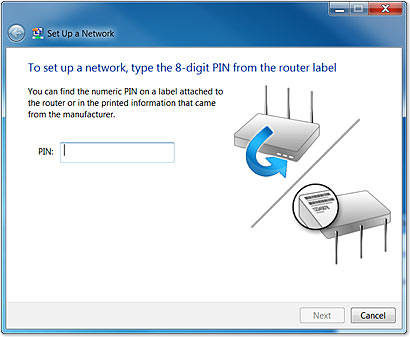 Set Up a Network
To set up a network, type the 8-digit PIN from the router label
You can find the numeric PIN on a label attached to
the router or in the printed information that came
from the manufacturer.
PIN:
Next
Cancel